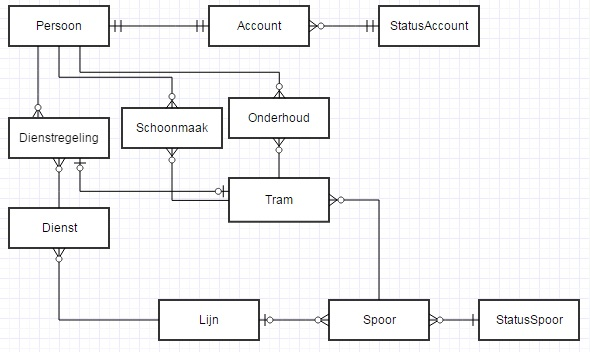 Persoon
Account
StatusAccount
Dienstregeling
Schoonmaak
Onderhoud
Tram
Dienst
Lijn
Spoor
StatusSpoor